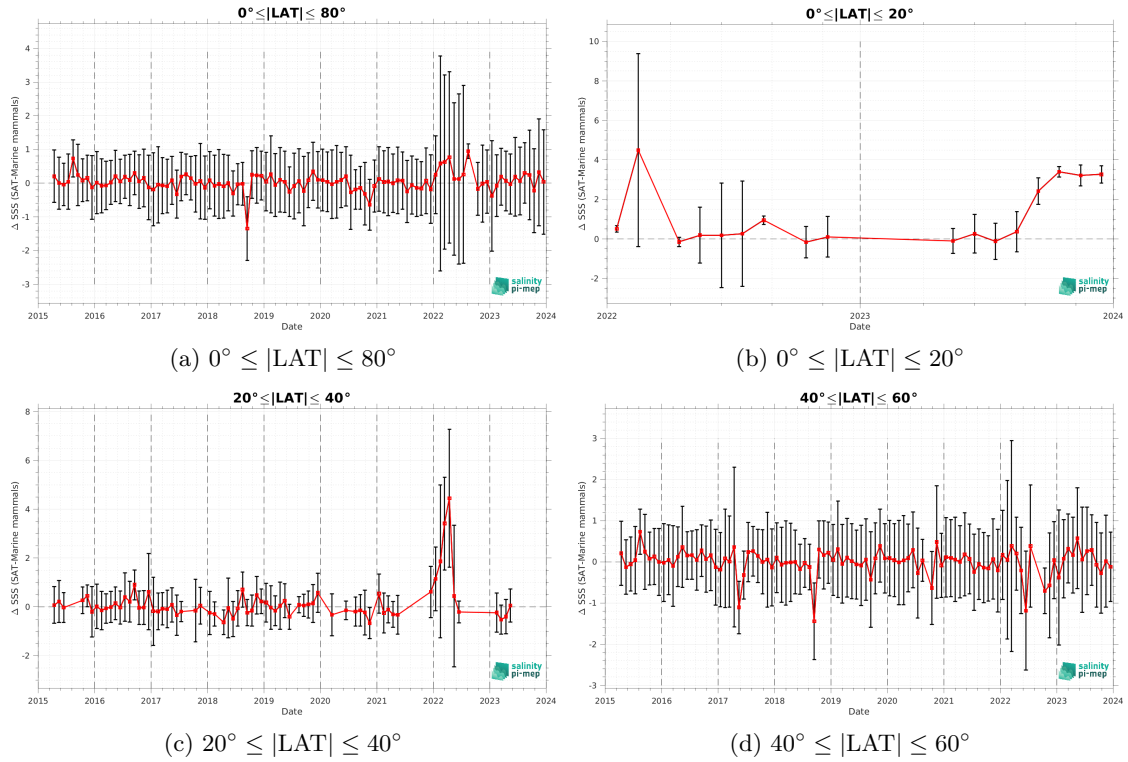 0°≤|LAT|≤ 80°
Δ SSS (SAT-Marine mammals)
4
3
2
1
0
-1
-2
-3
2015 2016 2017 2018 2019 2020 2021 2022 2023 2024
Date
salinity
pi-mep
(a) 0° ≤ |LAT| ≤ 80°
0°≤|LAT|≤ 20°
Δ SSS (SAT-Marine mammals)
10
8
6
4
2
0
-2
2022 2023 2024
Date
salinity
pi-mep
(b) 0° ≤ |LAT| ≤ 20°
20°≤|LAT|≤ 40°
Δ SSS (SAT-Marine mammals)
8
6
4
2
0
-2
2015 2016 2017 2018 2019 2020 2021 2022 2023 2024
Date
salinity
pi-mep
(c) 20° ≤ |LAT| ≤ 40°
40°≤|LAT|≤ 60°
Δ SSS (SAT-Marine mammals)
3
2
1
0
-1
-2
-3
2015 2016 2017 2018 2019 2020 2021 2022 2023 2024
Date
salinity
pi-mep
(d) 40° ≤ |LAT| ≤ 60°